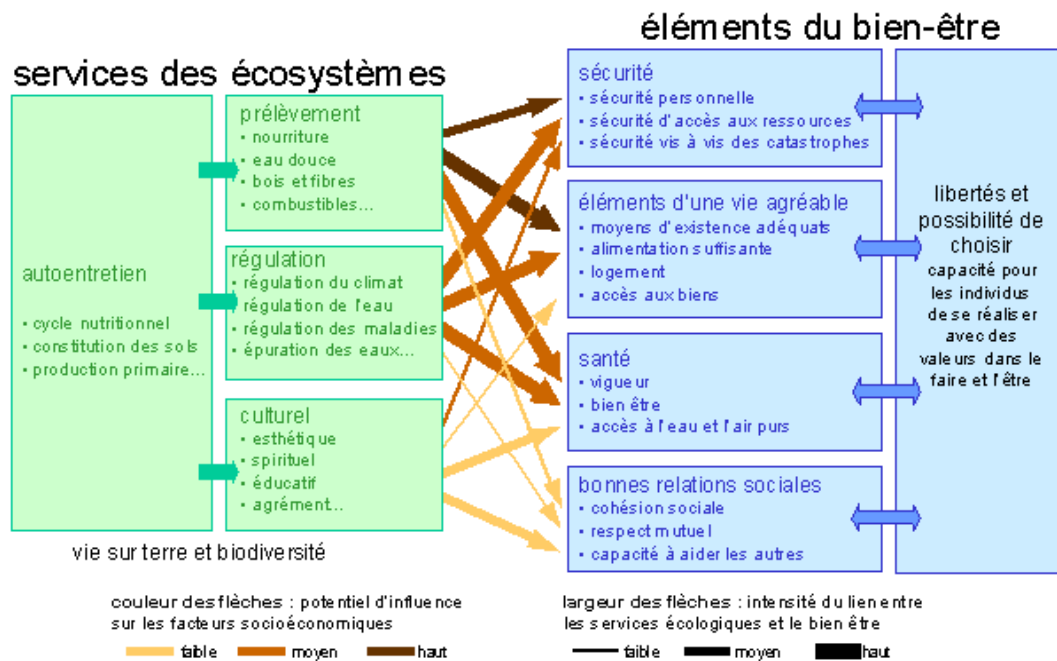 éléments du bien-être
services des écosystèmes
autoentretien
• cycle nutritionnel
• constitution des sols
• production primaire...
prélèvement
• nourriture
• eau douce
• bois et fibres
• combustibles...
régulation
• régulation du climat
• régulation de l'eau
• régulation des maladies
• épuration des eaux...
culturel
• esthétique
• spirituel
• éducatif
• agrément...
vie sur terre et biodiversité
sécurité
• sécurité personnelle
• sécurité d'accès aux ressources
• sécurité vis à vis des catastrophes
éléments d'une vie agréable
• moyens d'existence adéquats
• alimentation suffisante
• logement
• accès aux biens
santé
• vigueur
• bien être
• accès à l'eau et l'air purs
bonnes relations sociales
• cohésion sociale
• respect mutuel
• capacité à aider les autres
libertés et
possibilité de
choisir
capacité pour
les individus
de se réaliser
avec des
valeurs dans le
faire et l'être
couleur des flèches : potentiel d'influence
sur les facteurs socioéconomiques
faible moyen haut
largeur des flèches : intensité du lien entre
les services écologiques et le bien être
faible moyen haut